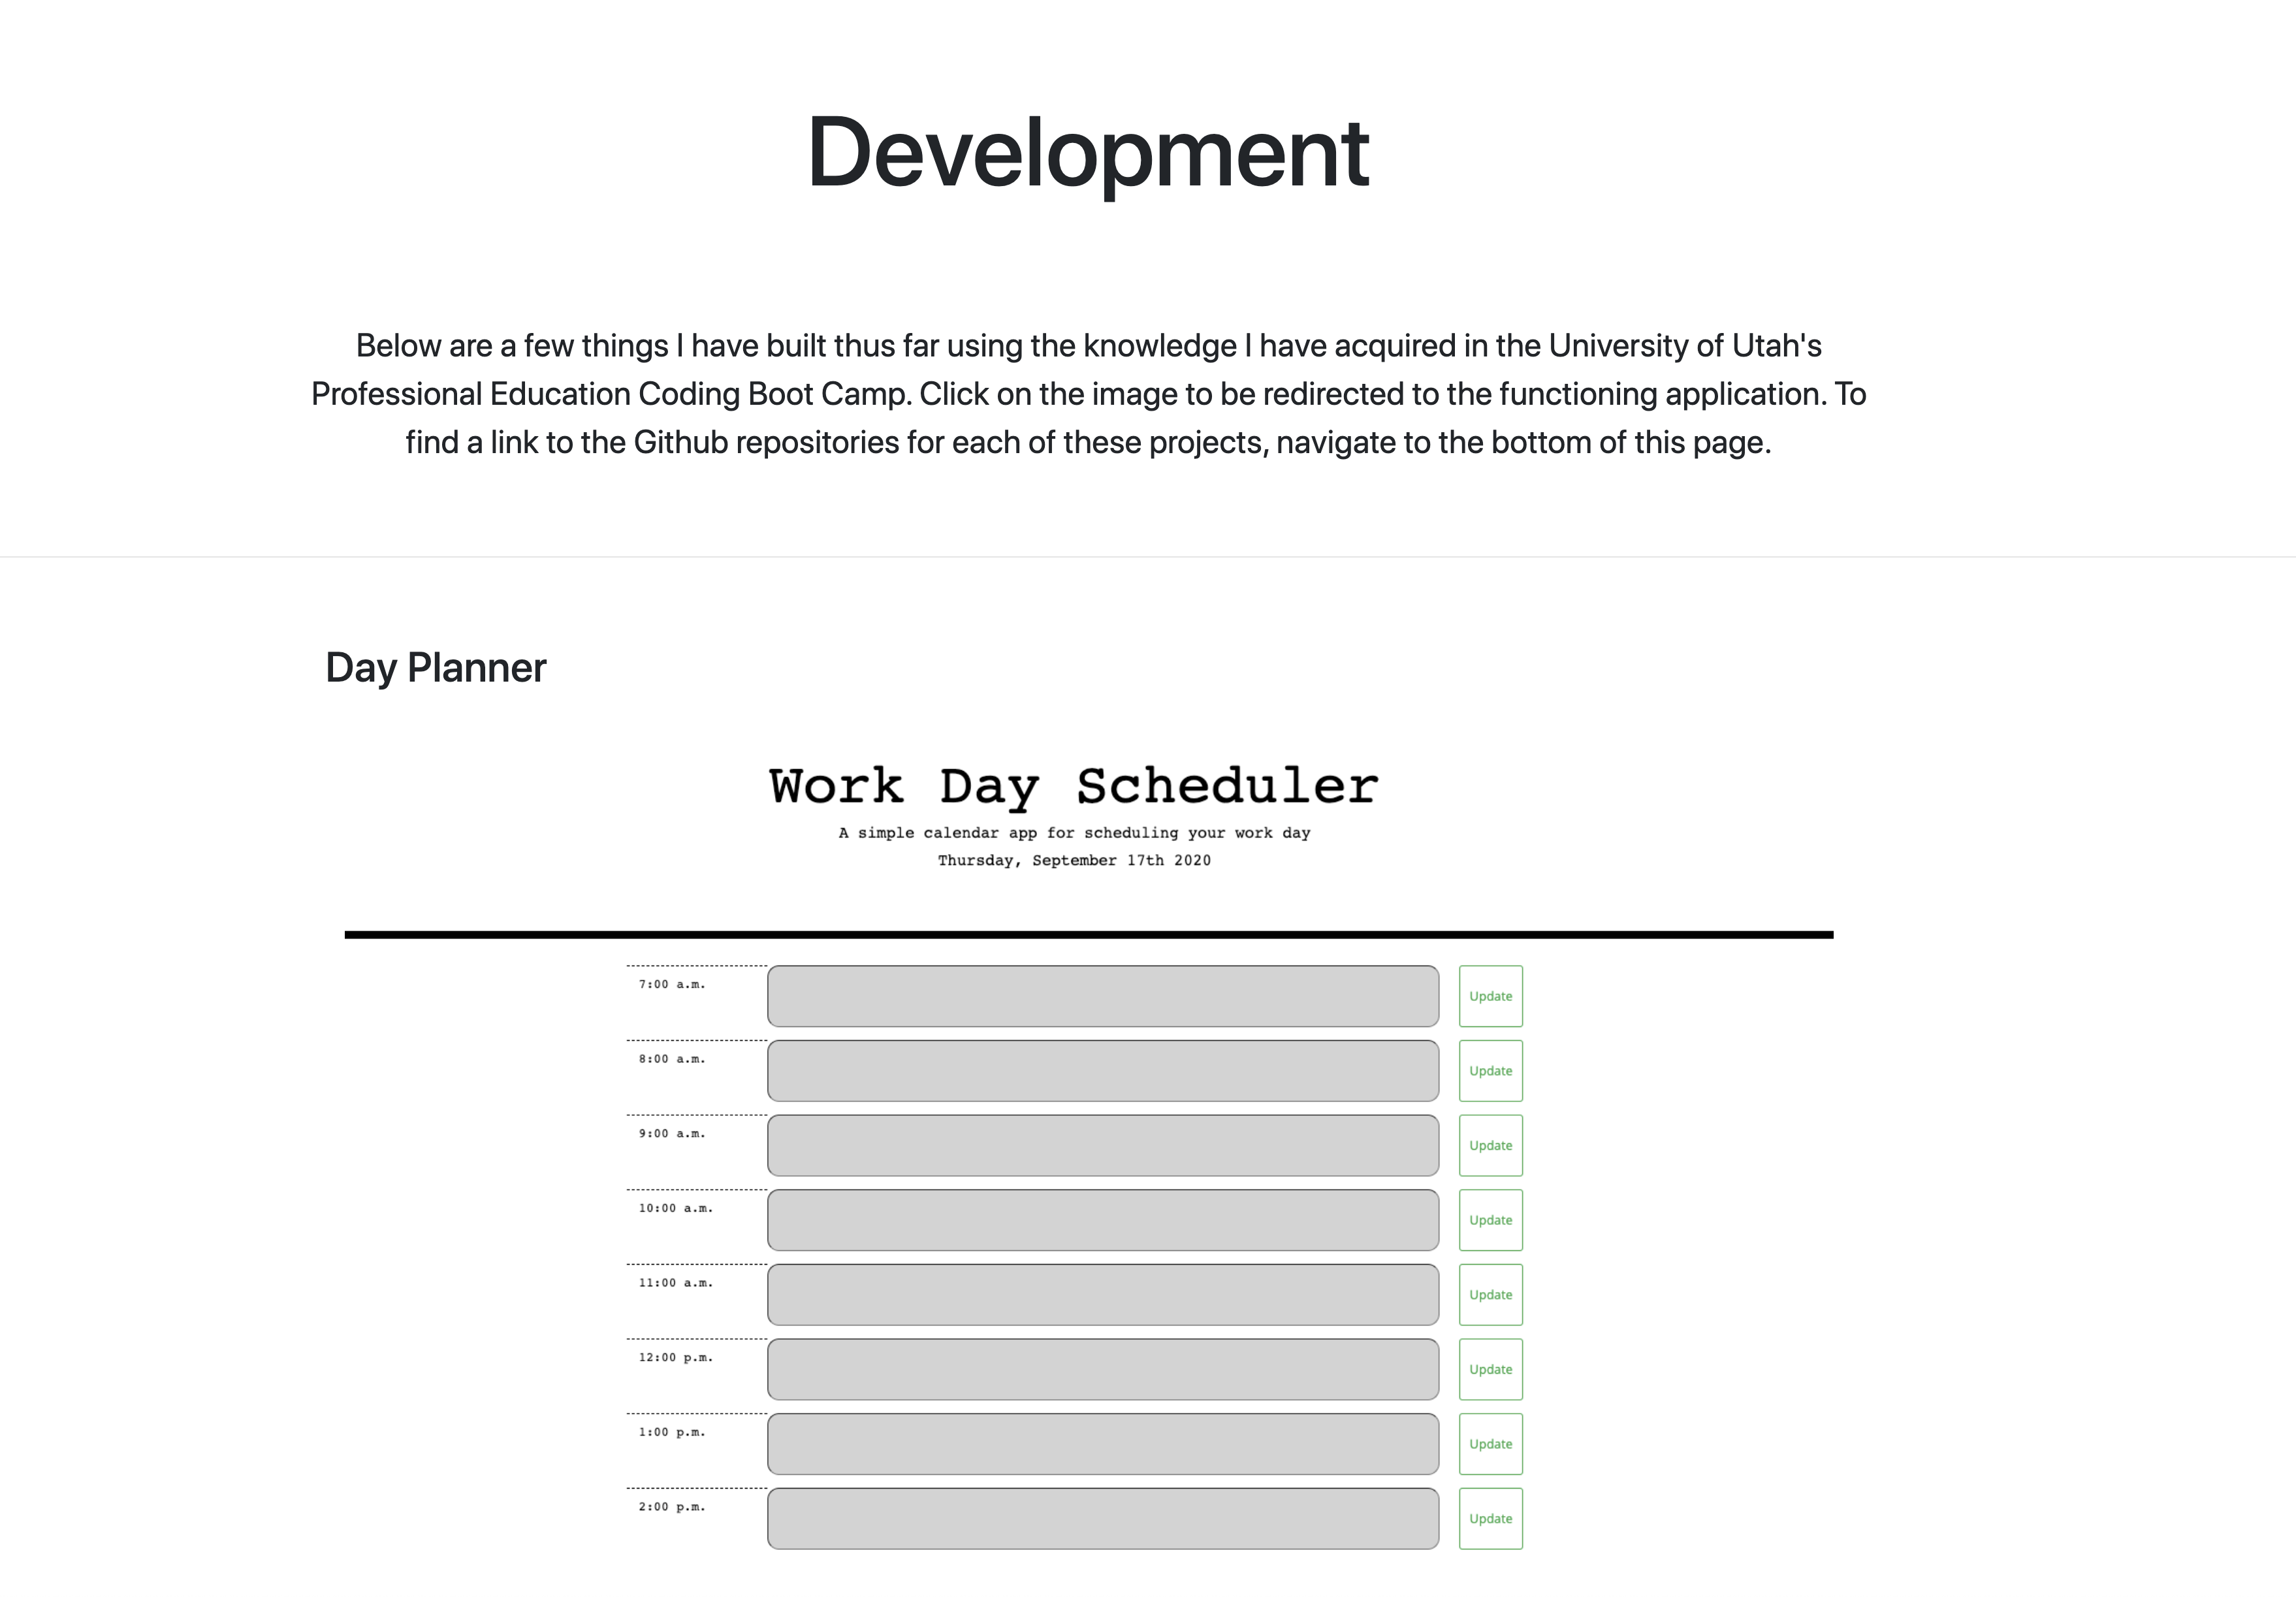 Development
Below are a few things I have built thus far using the knowledge I have acquired in the University of Utah's
Professional Education Coding Boot Camp. Click on the image to be redirected to the functioning application. To
find a link to the Github repositories for each of these projects, navigate to the bottom of this page.
Day Planner
Work Day Scheduler
A simple calendar app for scheduling your work day
Thursday, September 17th 2020
7:00 a.m. Update
8:00 a.m. Update
9:00 a.m. Update
10:00 a.m. Update
11:00 a.m. Update
12:00 p.m. Update
1:00 p.m. Update
2:00 p.m. Update